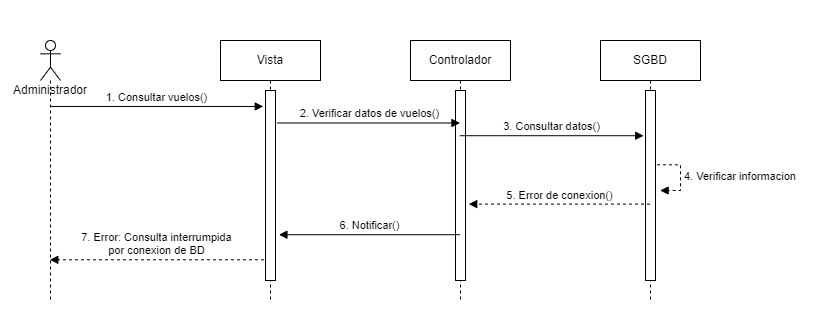 Vista
Controlador
SGBD
Administrador
1. Consultar vuelos()
2. Verificar datos de vuelos()
3. Consultar datos()
4. Verificar informacion
5. Error de conexion()
6. Notificar()
7. Error: Consulta interrumpida
por conexion de BD